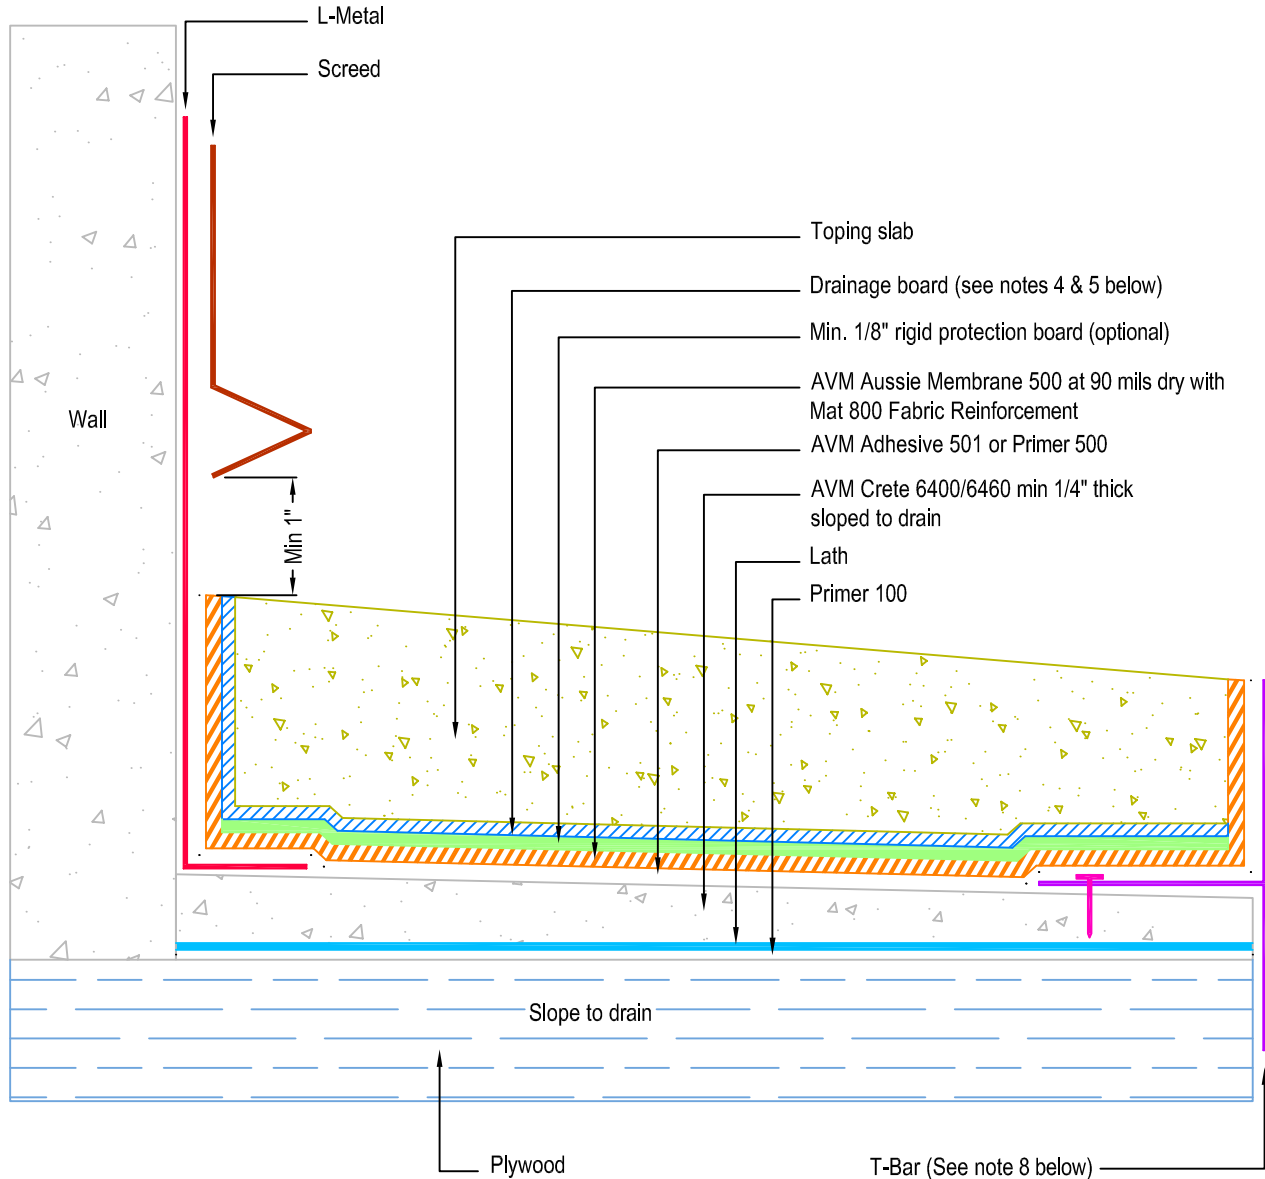 L-Metal
Screed
Toping slab
Drainage board (see notes 4 & 5 below)
Min. 1/8" rigid protection board (optional)
AVM Aussie Membrane 500 at 90 mils dry with
Mat 800 Fabric Reinforcement
Wall
AVM Adhesive 501 or Primer 500
AVM Crete 6400/6460 min 1/4" thick
sloped to drain
Min 1"
Lath
Primer 100
Slope to drain
Plywood
T-Bar (See note 8 below)